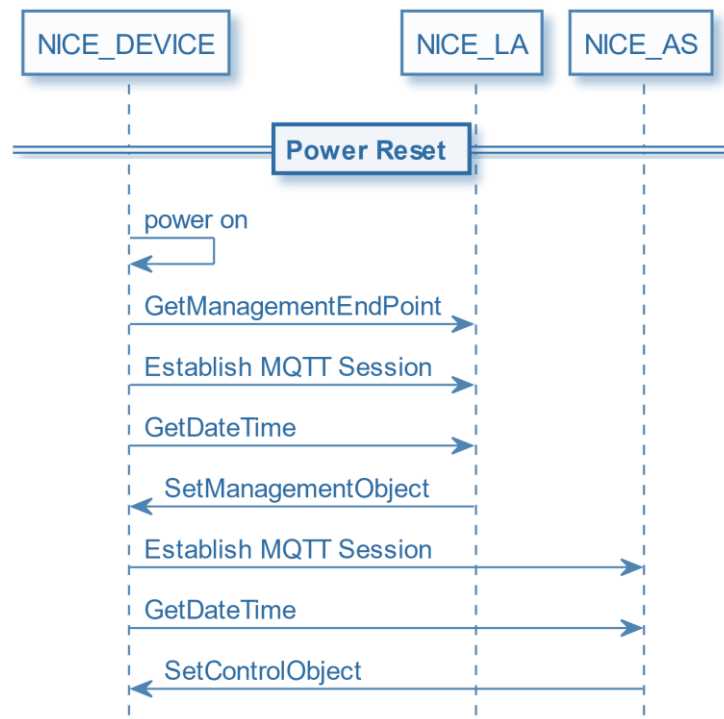 NICE_DEVICE
NICE_LA
NICE_AS
Power Reset
power on
GetManagementEndPoint
Establish MQTT Session
GetDateTime
SetManagementObject
Establish MQTT Session
GetDateTime
SetControlObject